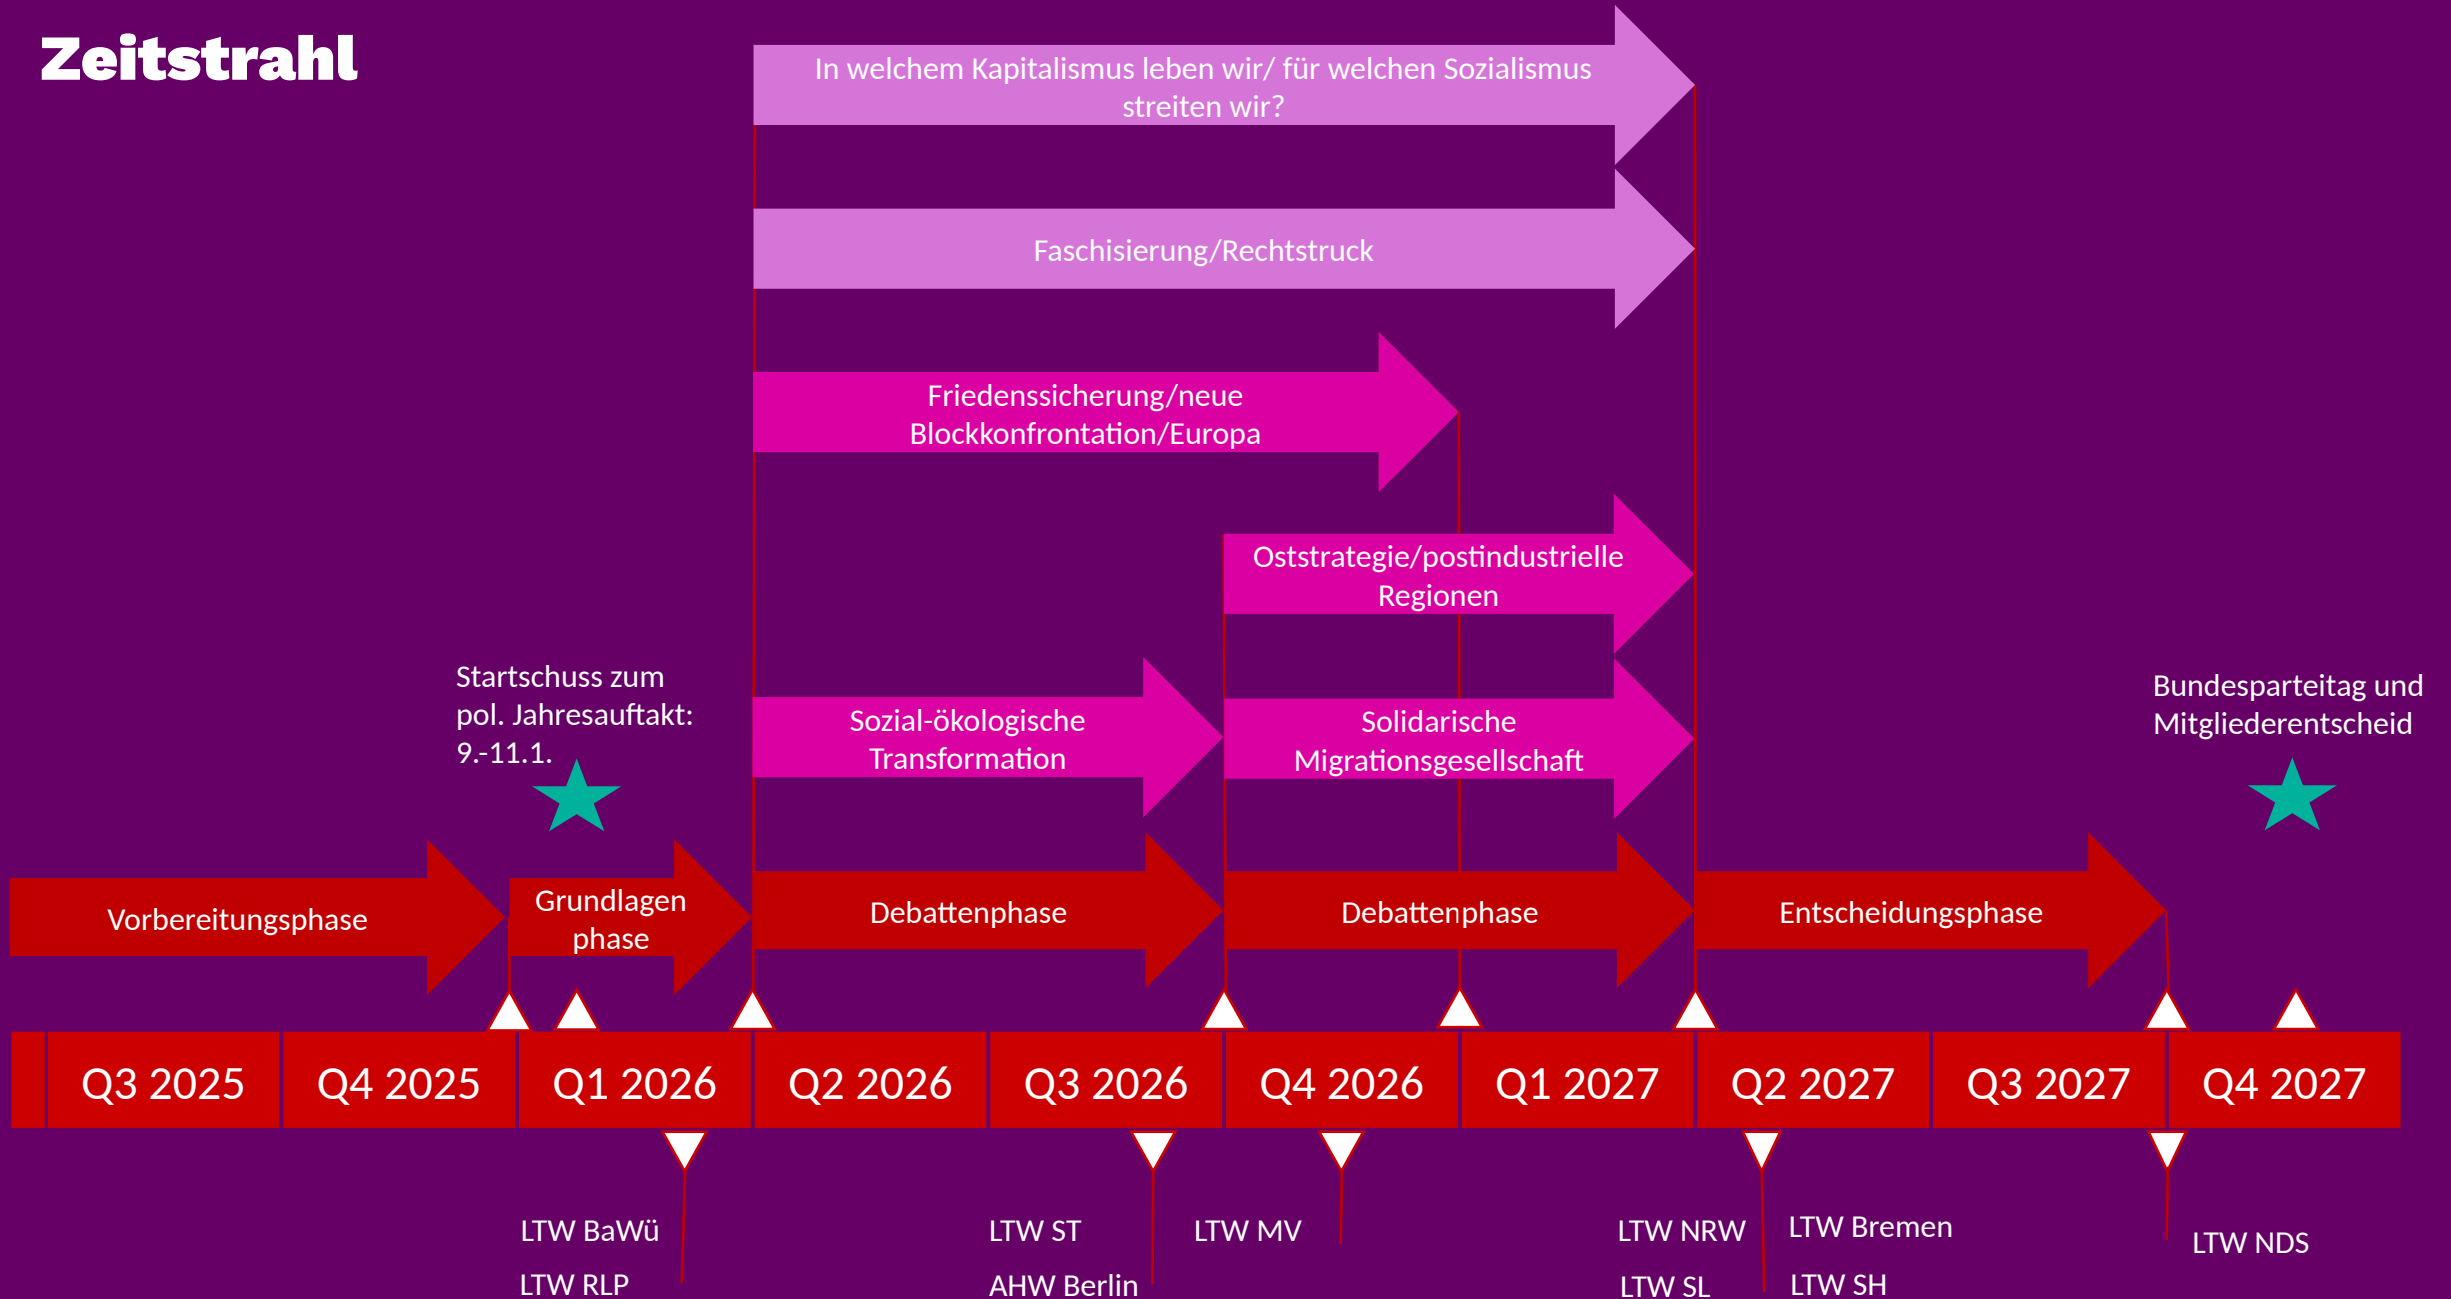 Zeitstrahl
In welchem Kapitalismus leben wir/ für welchen Sozialismus
streiten wir?
Faschisierung/Rechtstruck
Friedenssicherung/neue
Blockkonfrontation/Europa
Oststrategie/postindustrielle
Regionen
Startschuss zum
pol. Jahresauftakt:
9.-11.1.
Sozial-ökologische
Transformation
Solidarische
Migrationsgesellschaft
Bundesparteitag und
Mitgliederentscheid
Vorbereitungsphase
Grundlagen
phase
Debattenphase
Debattenphase
Entscheidungsphase
Q3 2025
Q4 2025
Q1 2026
Q2 2026
Q3 2026
Q4 2026
Q1 2027
Q2 2027
Q3 2027
Q4 2027
LTW BaWü
LTW RLP
LTW ST
AHW Berlin
LTW MV
LTW NRW
LTW SL
LTW Bremen
LTW SH
LTW NDS